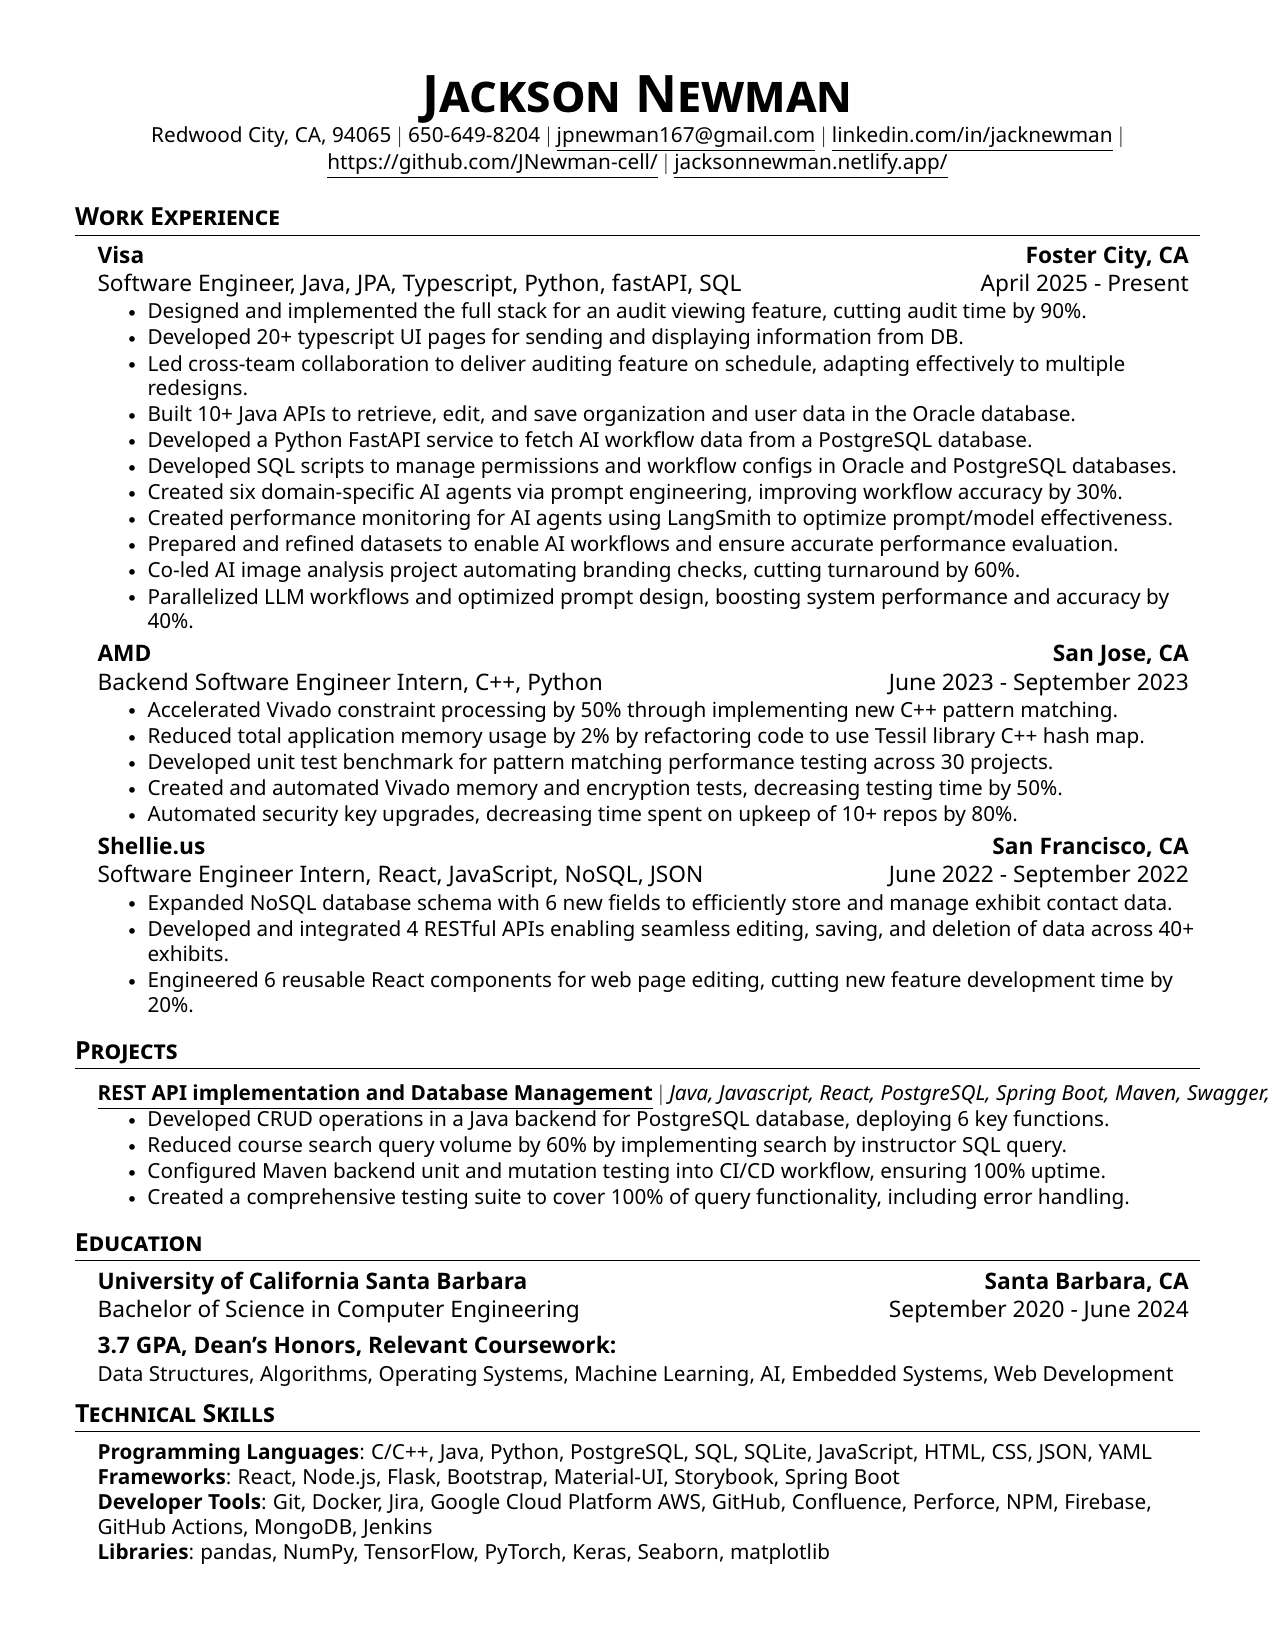 JACKSON NEWMAN
Redwood City, CA, 94065 | 650-649-8204 | jpnewman167@gmail.com | linkedin.com/in/jacknewman |
https://github.com/JNewman-cell/ | jacksonnewman.netlify.app/
WORK EXPERIENCE
Visa Foster City, CA
Software Engineer, Java, JPA, Typescript, Python, fastAPI, SQL April 2025 - Present
• Designed and implemented the full stack for an audit viewing feature, cutting audit time by 90%.
• Developed 20+ typescript UI pages for sending and displaying information from DB.
• Led cross-team collaboration to deliver auditing feature on schedule, adapting effectively to multiple
redesigns.
• Built 10+ Java APIs to retrieve, edit, and save organization and user data in the Oracle database.
• Developed a Python FastAPI service to fetch AI workflow data from a PostgreSQL database.
• Developed SQL scripts to manage permissions and workflow configs in Oracle and PostgreSQL databases.
• Created six domain-specific AI agents via prompt engineering, improving workflow accuracy by 30%.
• Created performance monitoring for AI agents using LangSmith to optimize prompt/model effectiveness.
• Prepared and refined datasets to enable AI workflows and ensure accurate performance evaluation.
• Co-led AI image analysis project automating branding checks, cutting turnaround by 60%.
• Parallelized LLM workflows and optimized prompt design, boosting system performance and accuracy by
40%.
AMD San Jose, CA
Backend Software Engineer Intern, C++, Python June 2023 - September 2023
• Accelerated Vivado constraint processing by 50% through implementing new C++ pattern matching.
• Reduced total application memory usage by 2% by refactoring code to use Tessil library C++ hash map.
• Developed unit test benchmark for pattern matching performance testing across 30 projects.
• Created and automated Vivado memory and encryption tests, decreasing testing time by 50%.
• Automated security key upgrades, decreasing time spent on upkeep of 10+ repos by 80%.
Shellie.us San Francisco, CA
Software Engineer Intern, React, JavaScript, NoSQL, JSON June 2022 - September 2022
• Expanded NoSQL database schema with 6 new fields to efficiently store and manage exhibit contact data.
• Developed and integrated 4 RESTful APIs enabling seamless editing, saving, and deletion of data across 40+
exhibits.
• Engineered 6 reusable React components for web page editing, cutting new feature development time by
20%.
PROJECTS
REST API implementation and Database Management | Java, Javascript, React, PostgreSQL, Spring Boot, Maven, Swagger,
• Developed CRUD operations in a Java backend for PostgreSQL database, deploying 6 key functions.
• Reduced course search query volume by 60% by implementing search by instructor SQL query.
• Configured Maven backend unit and mutation testing into CI/CD workflow, ensuring 100% uptime.
• Created a comprehensive testing suite to cover 100% of query functionality, including error handling.
EDUCATION
University of California Santa Barbara Santa Barbara, CA
Bachelor of Science in Computer Engineering September 2020 - June 2024
3.7 GPA, Dean’s Honors, Relevant Coursework:
Data Structures, Algorithms, Operating Systems, Machine Learning, AI, Embedded Systems, Web Development
TECHNICAL SKILLS
Programming Languages: C/C++, Java, Python, PostgreSQL, SQL, SQLite, JavaScript, HTML, CSS, JSON, YAML
Frameworks: React, Node.js, Flask, Bootstrap, Material-UI, Storybook, Spring Boot
Developer Tools: Git, Docker, Jira, Google Cloud Platform AWS, GitHub, Confluence, Perforce, NPM, Firebase,
GitHub Actions, MongoDB, Jenkins
Libraries: pandas, NumPy, TensorFlow, PyTorch, Keras, Seaborn, matplotlib